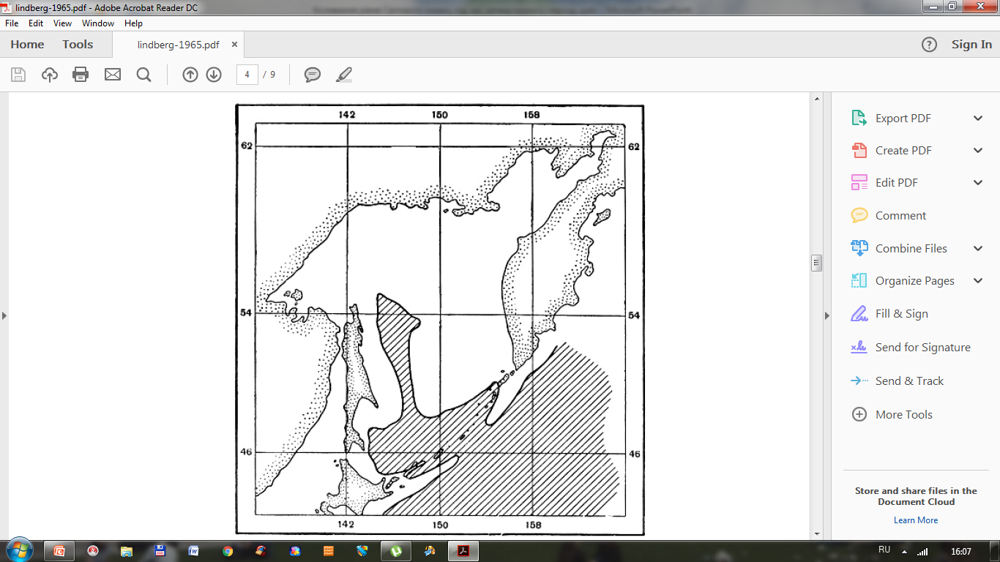 lindberg-1965.pdf - Adobe Acrobat Reader DC
File Edit View Window Help
Home Tools lindberg-1965.pdf × Sign In
4 / 9
142 150 158
62 62
54 54
46 46
142 150 158
Export PDF
Create PDF
Edit PDF
Comment
Combine Files
Organize Pages
Fill & Sign
Send for Signature
Send & Track
More Tools
Store and share files in the
Document Cloud
Learn More
RU 16:07